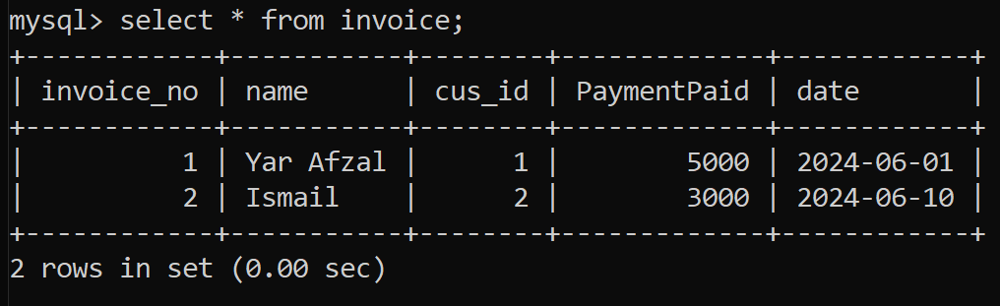 mysql> select * from invoice;
+------------+-----------+--------+-------------+------------+
| invoice_no | name      | cus_id | PaymentPaid | date       |
+------------+-----------+--------+-------------+------------+
|          1 | Yar Afzal |      1 |        5000 | 2024-06-01 |
|          2 | Ismail    |      2 |        3000 | 2024-06-10 |
+------------+-----------+--------+-------------+------------+
2 rows in set (0.00 sec)